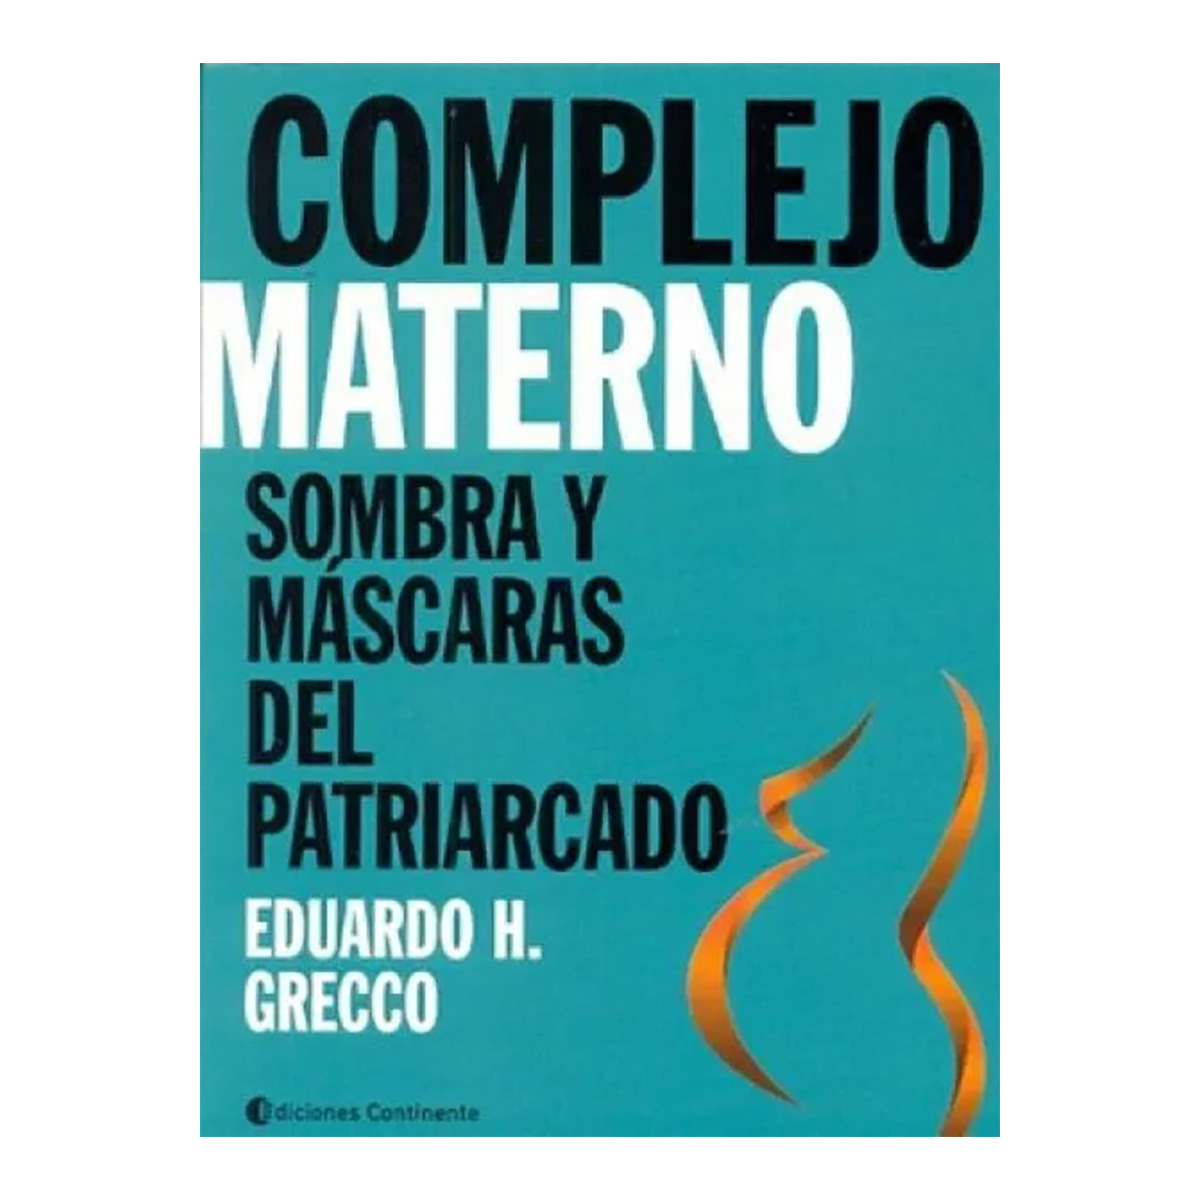 COMPLEJO
MATERNO
SOMBRA Y
MÁSCARAS
DEL
PATRIARCADO
EDUARDO H.
GRECCO
Ediciones Continente